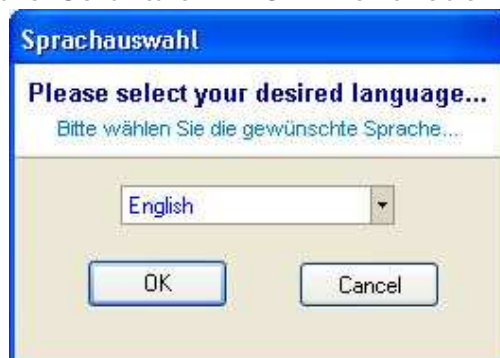 Sprachauswahl
Please select your desired language...
Bitte wählen Sie die gewünschte Sprache...
English
OK
Cancel